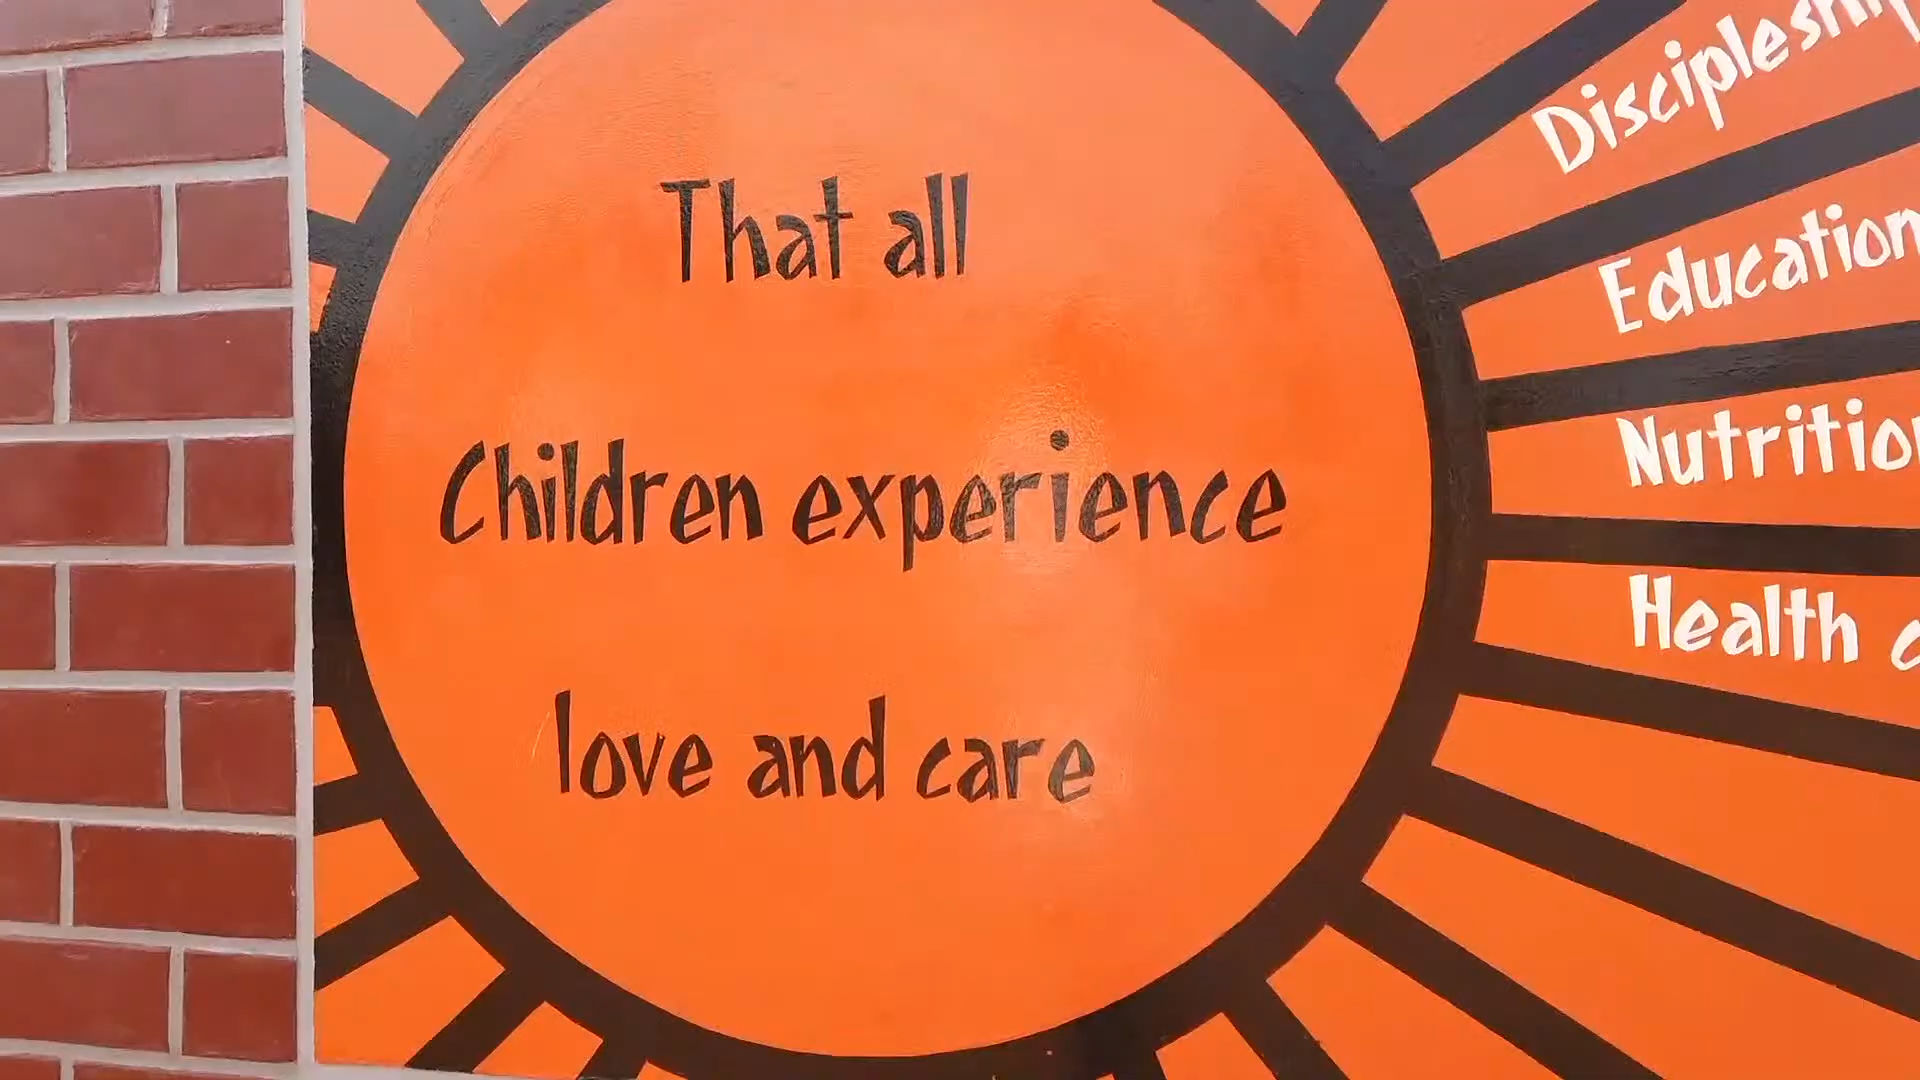 That all
Children experience
love and care
Discipleship
Education
Nutrition
Health